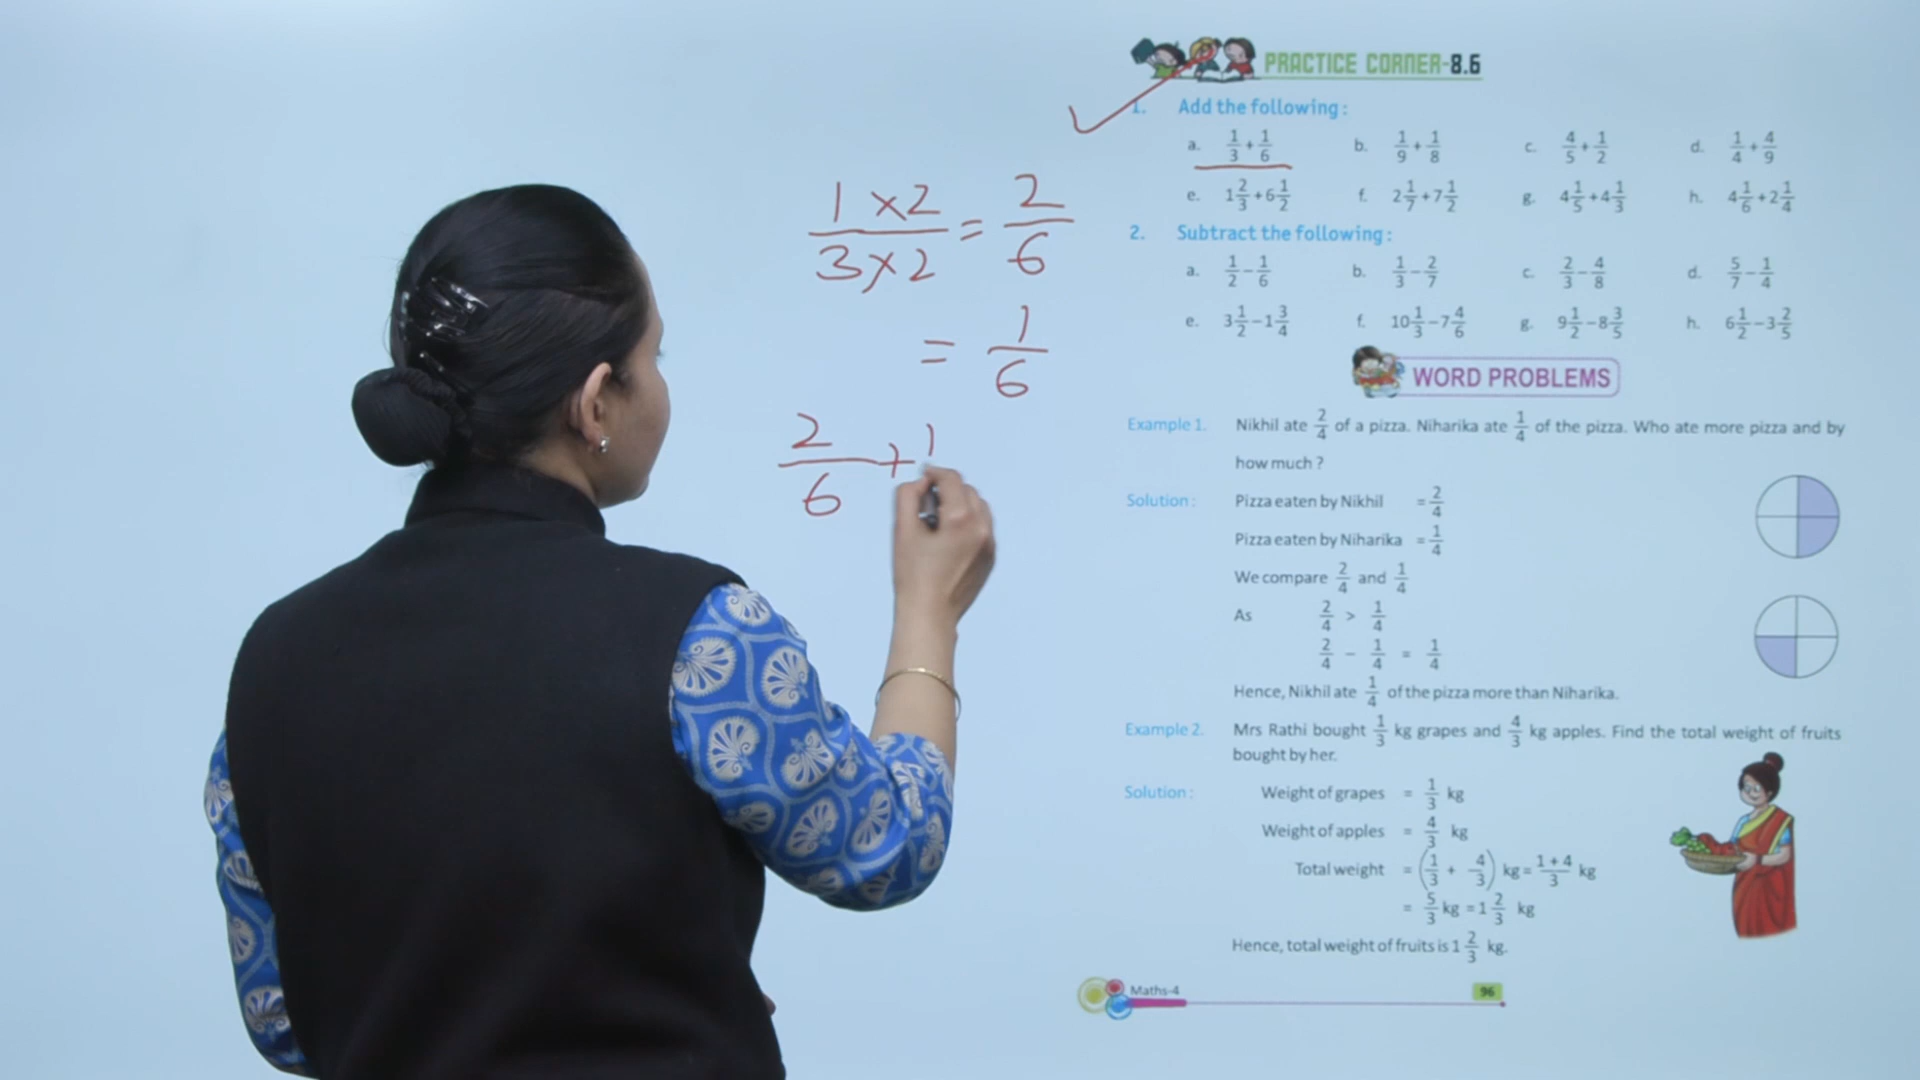 1 × 2 / 3 × 2 = 2/6
= 1/6
2/6 + 1
PRACTICE CORNER-8.6
1. Add the following :
a. 1/3 + 1/6 b. 1/9 + 1/8 c. 4/5 + 1/2 d. 1/4 + 4/9
e. 1 2/3 + 6 1/2 f. 2 1/7 + 7 1/2 g. 4 1/5 + 4 1/3 h. 4 1/6 + 2 1/4
2. Subtract the following :
a. 1/2 − 1/6 b. 1/3 − 2/7 c. 2/3 − 4/8 d. 5/7 − 1/4
e. 3 1/2 − 1 3/4 f. 10 1/3 − 7 4/6 g. 9 1/2 − 8 3/5 h. 6 1/2 − 3 2/5
WORD PROBLEMS
Example 1. Nikhil ate 2/4 of a pizza. Niharika ate 1/4 of the pizza. Who ate more pizza and by
how much ?
Solution : Pizza eaten by Nikhil = 2/4
Pizza eaten by Niharika = 1/4
We compare 2/4 and 1/4
As 2/4 > 1/4
2/4 − 1/4 = 1/4
Hence, Nikhil ate 1/4 of the pizza more than Niharika.
Example 2. Mrs Rathi bought 1/3 kg grapes and 4/3 kg apples. Find the total weight of fruits
bought by her.
Solution : Weight of grapes = 1/3 kg
Weight of apples = 4/3 kg
Total weight = (1/3 + 4/3) kg = 1 + 4/3 kg
= 5/3 kg = 1 2/3 kg
Hence, total weight of fruits is 1 2/3 kg.
Maths-4 96